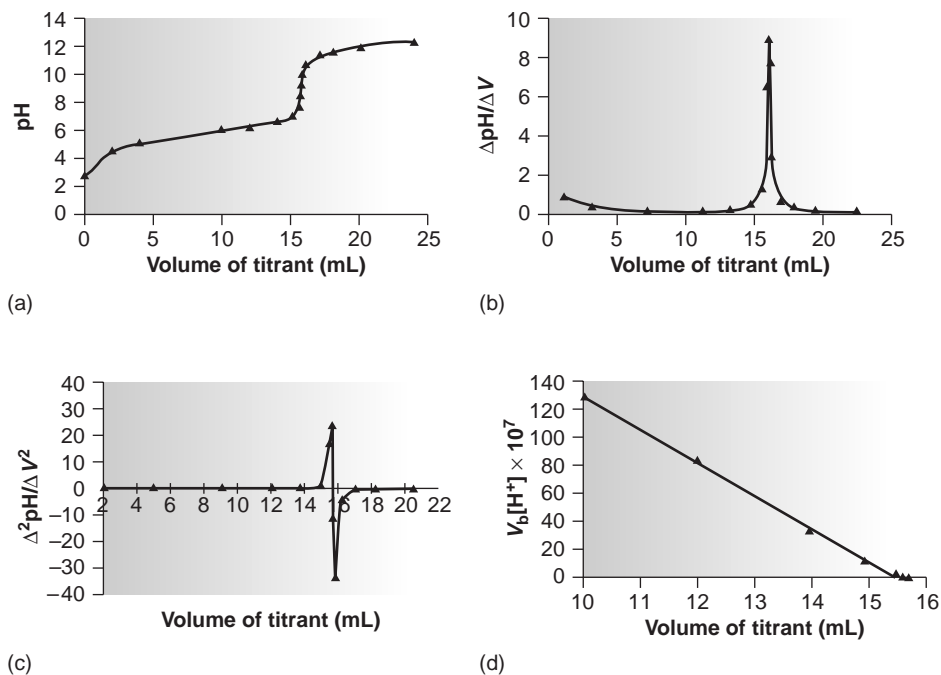 14
12
10
8
6
4
2
0
pH
0 5 10 15 20 25
Volume of titrant (mL)
(a)
10
8
6
4
2
0
ΔpH/ΔV
0 5 10 15 20 25
Volume of titrant (mL)
(b)
40
30
20
10
0
–10
–20
–30
–40
Δ²pH/ΔV²
2 4 6 8 10 12 14 16 18 20 22
Volume of titrant (mL)
(c)
140
120
100
80
60
40
20
0
Vb[H⁺] × 10⁷
10 11 12 13 14 15 16
Volume of titrant (mL)
(d)